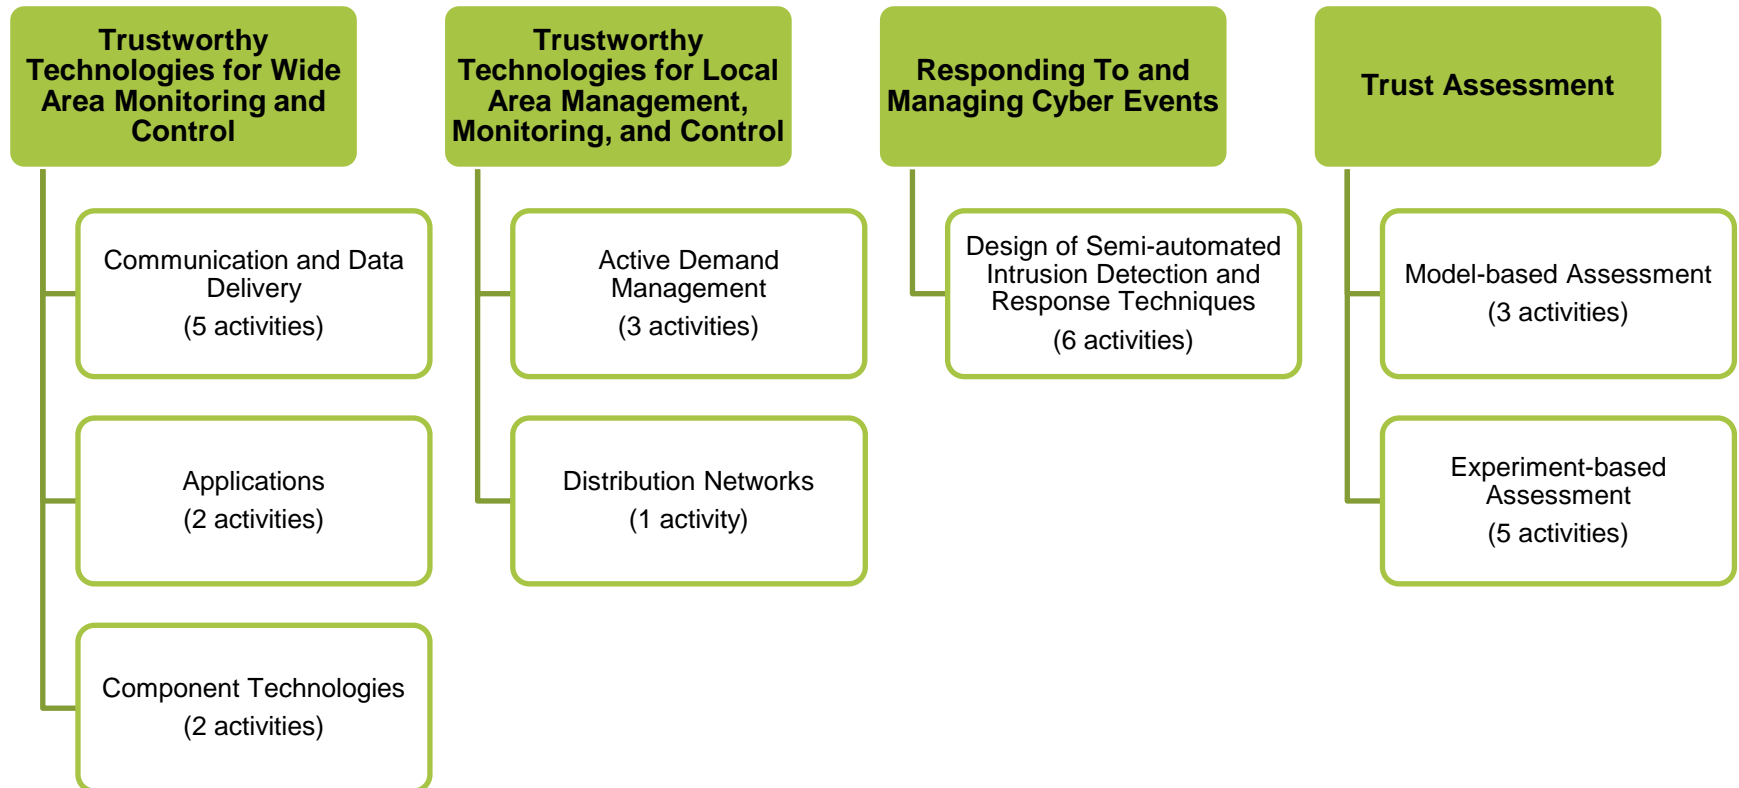 Trustworthy
Technologies for Wide
Area Monitoring and
Control
Communication and Data
Delivery
(5 activities)
Applications
(2 activities)
Component Technologies
(2 activities)
Trustworthy
Technologies for Local
Area Management,
Monitoring, and Control
Active Demand
Management
(3 activities)
Distribution Networks
(1 activity)
Responding To and
Managing Cyber Events
Design of Semi-automated
Intrusion Detection and
Response Techniques
(6 activities)
Trust Assessment
Model-based Assessment
(3 activities)
Experiment-based
Assessment
(5 activities)